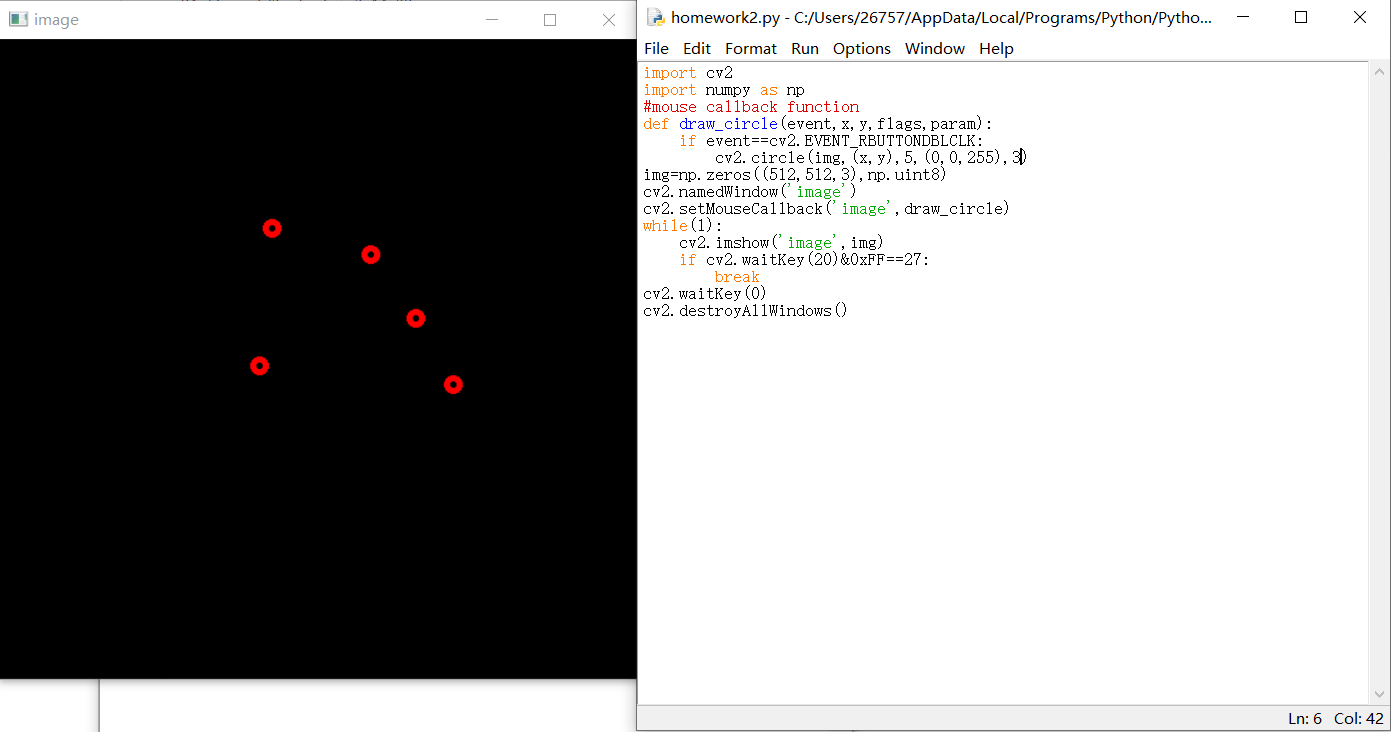 image
homework2.py - C:/Users/26757/AppData/Local/Programs/Python/Pytho...
File Edit Format Run Options Window Help
import cv2
import numpy as np
#mouse callback function
def draw_circle(event,x,y,flags,param):
    if event==cv2.EVENT_RBUTTONDBLCLK:
        cv2.circle(img,(x,y),5,(0,0,255),3)
img=np.zeros((512,512,3),np.uint8)
cv2.namedWindow('image')
cv2.setMouseCallback('image',draw_circle)
while(1):
    cv2.imshow('image',img)
    if cv2.waitKey(20)&0xFF==27:
        break
cv2.waitKey(0)
cv2.destroyAllWindows()
Ln: 6 Col: 42